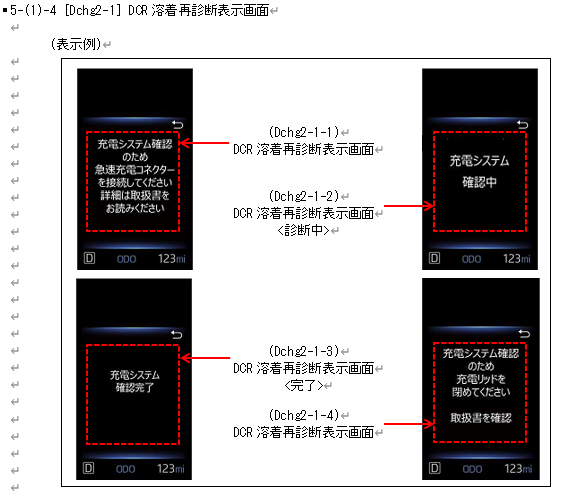 ▪5-(1)-4 [Dchg2-1] DCR 溶着再診断表示画面↵
(表示例)↵
充電システム確認
のため
急速充電コネクター
を接続してください
詳細は取扱書を
お読みください
D ODO 123mi
(Dchg2-1-1)↵
DCR 溶着再診断表示画面↵
(Dchg2-1-2)↵
DCR 溶着再診断表示画面↵
<診断中>↵
充電システム
確認中
D ODO 123mi
充電システム
確認完了
D ODO 123mi
(Dchg2-1-3)↵
DCR 溶着再診断表示画面↵
<完了>↵
(Dchg2-1-4)↵
DCR 溶着再診断表示画面↵
充電システム確認
のため
充電リッドを
閉めてください
取扱書を確認
D ODO 123mi